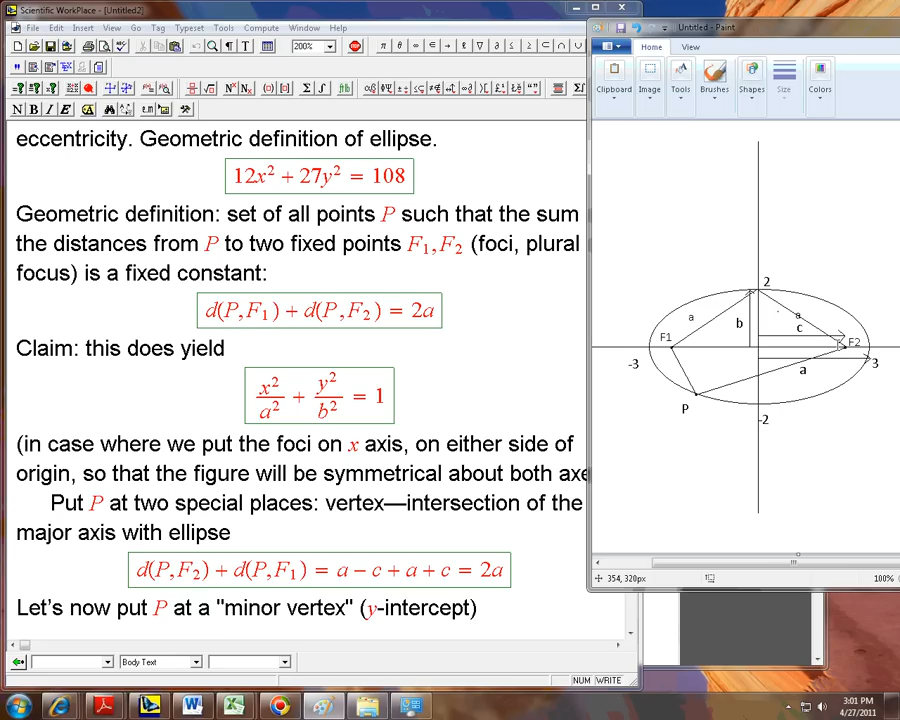 Scientific WorkPlace - [Untitled2]
File Edit Insert View Go Tag Typeset Tools Compute Window Help
200%
STOP
N B I E
eccentricity. Geometric definition of ellipse.
12x² + 27y² = 108
Geometric definition: set of all points P such that the sum
the distances from P to two fixed points F₁, F₂ (foci, plural
focus) is a fixed constant:
d(P, F₁) + d(P, F₂) = 2a
Claim: this does yield
x²/a² + y²/b² = 1
(in case where we put the foci on x axis, on either side of
origin, so that the figure will be symmetrical about both axe
Put P at two special places: vertex—intersection of the
major axis with ellipse
d(P, F₂) + d(P, F₁) = a − c + a + c = 2a
Let's now put P at a "minor vertex" (y-intercept)
Body Text
NUM WRITE
Untitled - Paint
Home View
Clipboard Image Tools Brushes Shapes Size Colors
2
a
b
a
c
F1
F2
-3
a
3
P
-2
354, 320px
100%
3:01 PM
4/27/2011